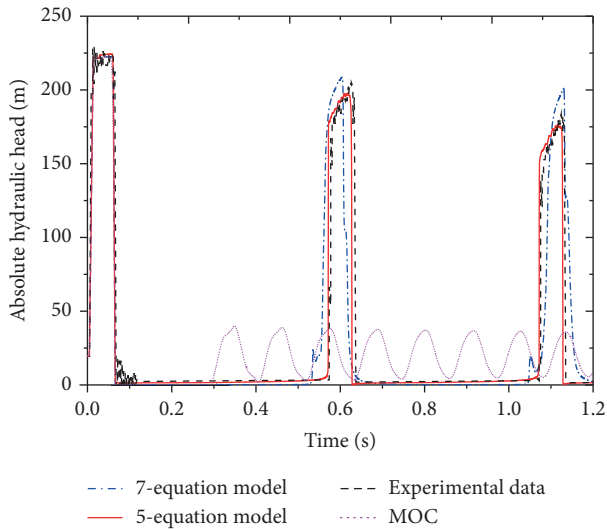 250
200
150
100
50
0
Absolute hydraulic head (m)
0.0 0.2 0.4 0.6 0.8 1.0 1.2
Time (s)
7-equation model
Experimental data
5-equation model
MOC